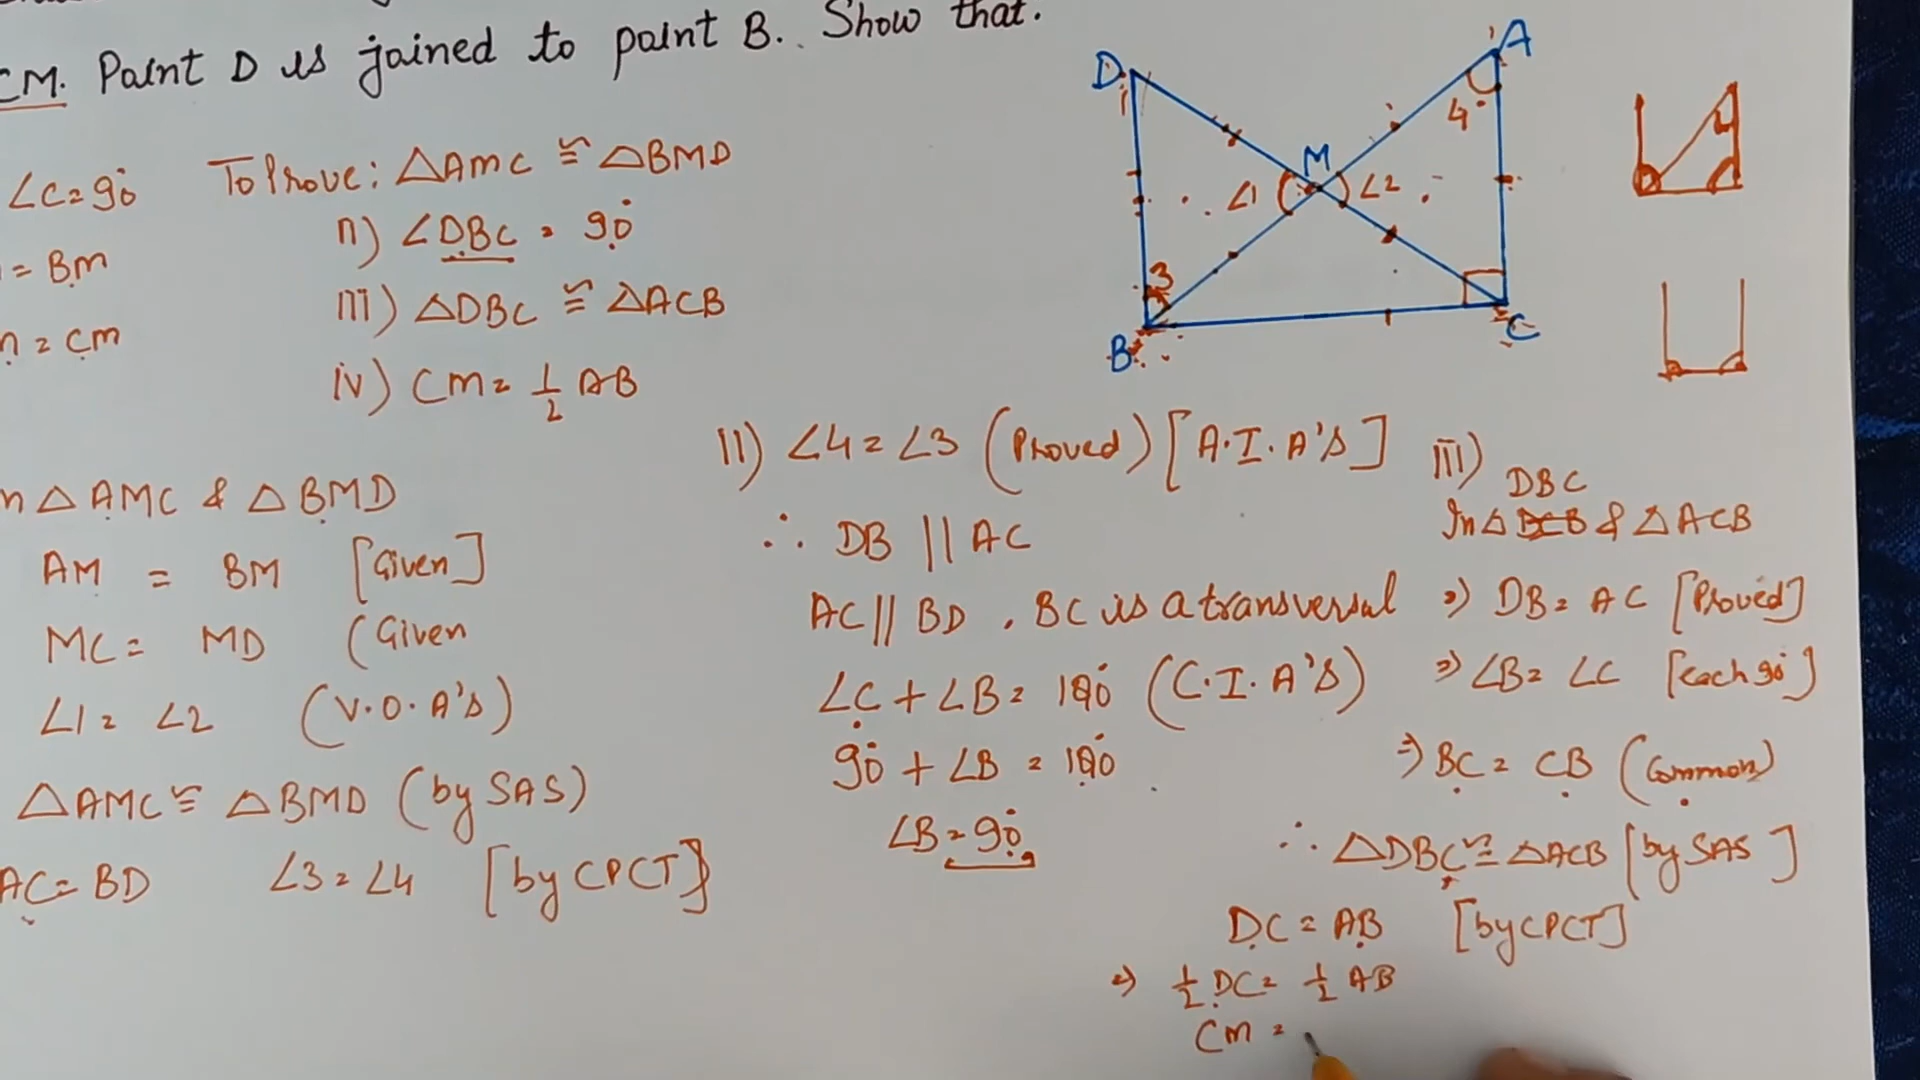 CM. Point D is joined to point B. Show that.
∠C=90°
To Prove: △AMC ≅ △BMD
= BM
II) ∠DBC = 90°
= CM
III) △DBC ≅ △ACB
iv) CM = 1/2 AB
D
A
M
4
∠1
∠2
3
B
C
In △AMC & △BMD
AM = BM [Given]
MC = MD (Given
∠1 = ∠2 (V.O.A's)
△AMC ≅ △BMD (by SAS)
AC = BD ∠3 = ∠4 [by CPCT]
II) ∠4 = ∠3 (Proved) [A.I.A's]
∴ DB || AC
AC || BD, BC is a transversal
∠C + ∠B = 180° (C.I.A's)
90° + ∠B = 180°
∠B = 90°
III)
DBC
In △ & △ACB
⇒ DB = AC [Proved]
⇒ ∠B = ∠C [each 90°]
⇒ BC = CB (Common)
∴ △DBC ≅ △ACB [by SAS]
DC = AB [by CPCT]
⇒ 1/2 DC = 1/2 AB
CM =